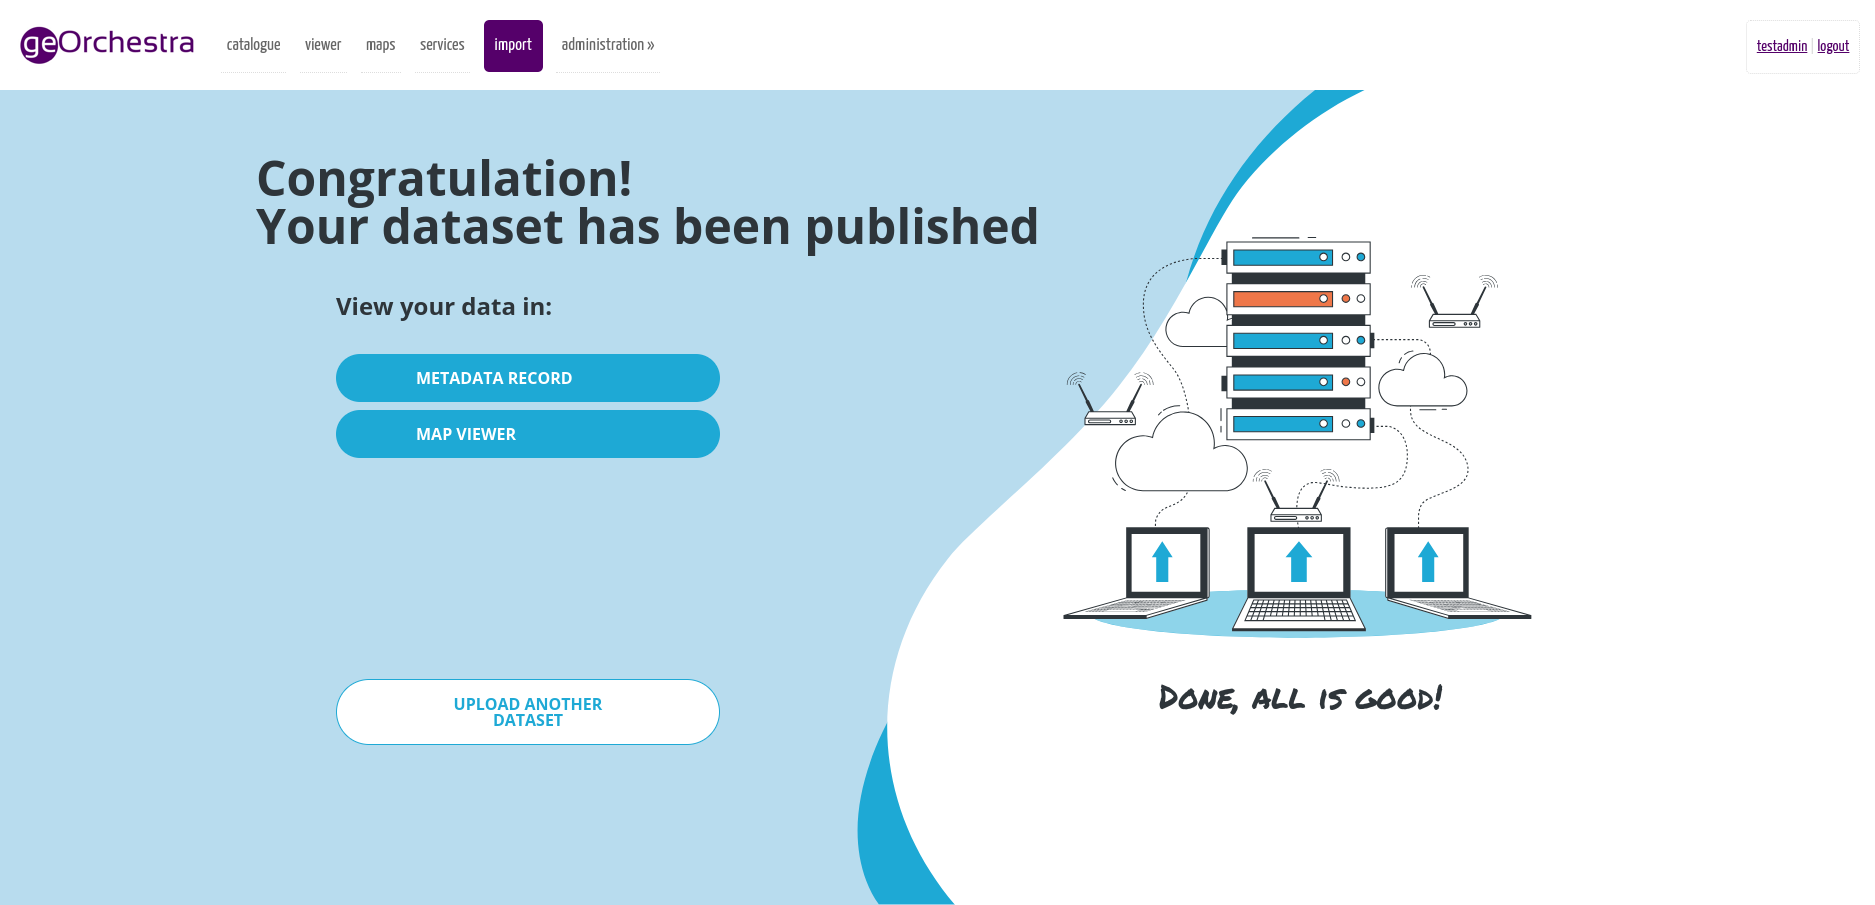 geOrchestra
catalogue viewer maps services import administration » testadmin | logout
Congratulation!
Your dataset has been published
View your data in:
METADATA RECORD
MAP VIEWER
UPLOAD ANOTHER
DATASET
Done, all is good!